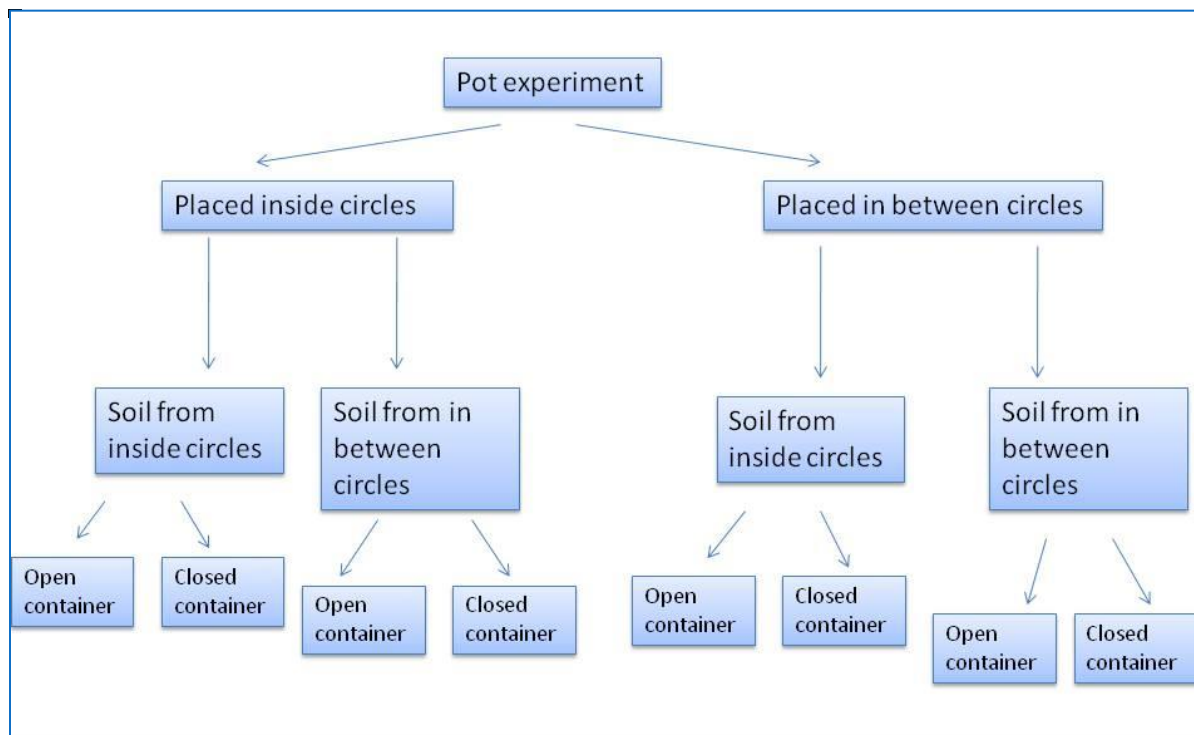 Pot experiment
Placed inside circles
Placed in between circles
Soil from
inside circles
Soil from in
between
circles
Soil from
inside circles
Soil from in
between
circles
Open
container
Closed
container
Open
container
Closed
container
Open
container
Closed
container
Open
container
Closed
container